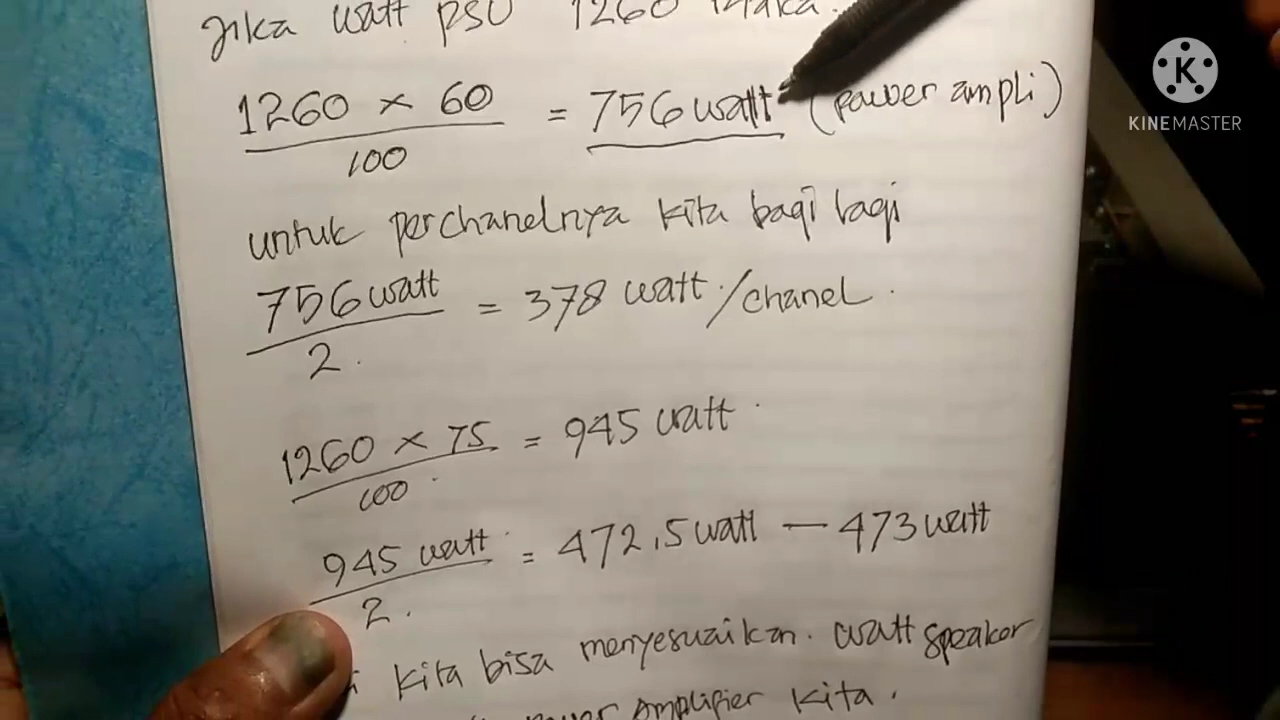 Jika watt PSU 1260 maka.
1260 × 60
100
= 756 watt (pawer ampli)
untuk perchanelnya kita bagi bagi
756 watt
2.
= 378 watt./chanel.
1260 × 75
100
= 945 watt
945 watt
2.
= 472,5 watt — 473 watt
kita bisa menyesuaikan. watt speaker
Amplifier kita.
K
KINEMASTER